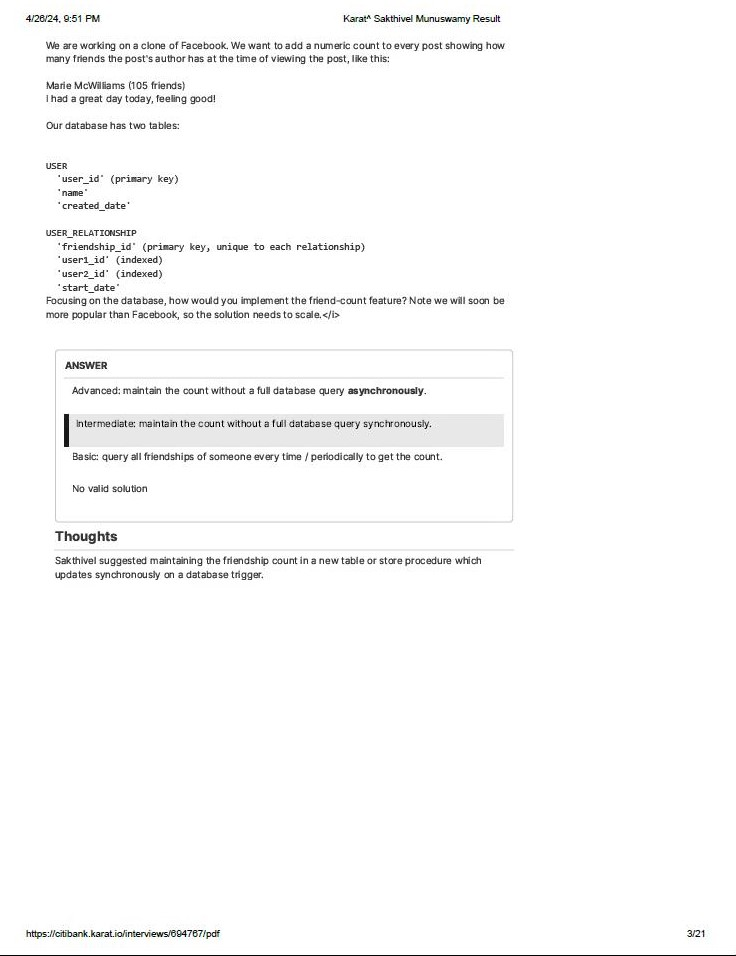 4/26/24, 9:51 PM
Karat^ Sakthivel Munuswamy Result
We are working on a clone of Facebook. We want to add a numeric count to every post showing how
many friends the post's author has at the time of viewing the post, like this:
Marie McWilliams (105 friends)
I had a great day today, feeling good!
Our database has two tables:
USER
`user_id` (primary key)
`name`
`created_date`
USER_RELATIONSHIP
`friendship_id` (primary key, unique to each relationship)
`user1_id` (indexed)
`user2_id` (indexed)
`start_date`
Focusing on the database, how would you implement the friend-count feature? Note we will soon be
more popular than Facebook, so the solution needs to scale.</i>
ANSWER
Advanced: maintain the count without a full database query asynchronously.
Intermediate: maintain the count without a full database query synchronously.
Basic: query all friendships of someone every time / periodically to get the count.
No valid solution
Thoughts
Sakthivel suggested maintaining the friendship count in a new table or store procedure which
updates synchronously on a database trigger.
https://citibank.karat.io/interviews/694767/pdf
3/21